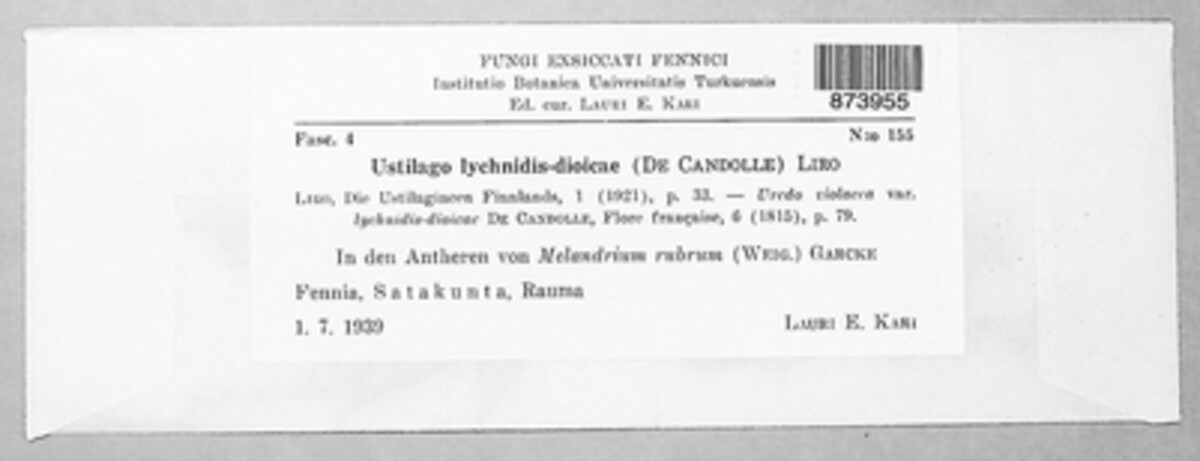 FUNGI EXSICCATI FENNICI
Institutio Botanica Universitatis Turkuensis
Ed. cur. LAURI E. KARI
873955
Fasc. 4 N:o 155
Ustilago lychnidis-dioicae (DE CANDOLLE) LIRO
LIRO, Die Ustilagineen Finnlands, 1 (1921), p. 33. — Uredo violacea var.
lychnidis-dioicae DE CANDOLLE, Flore française, 6 (1815), p. 79.
In den Antheren von Melandrium rubrum (WEIG.) GARCKE
Fennia, Satakunta, Rauma
1. 7. 1939 LAURI E. KARI